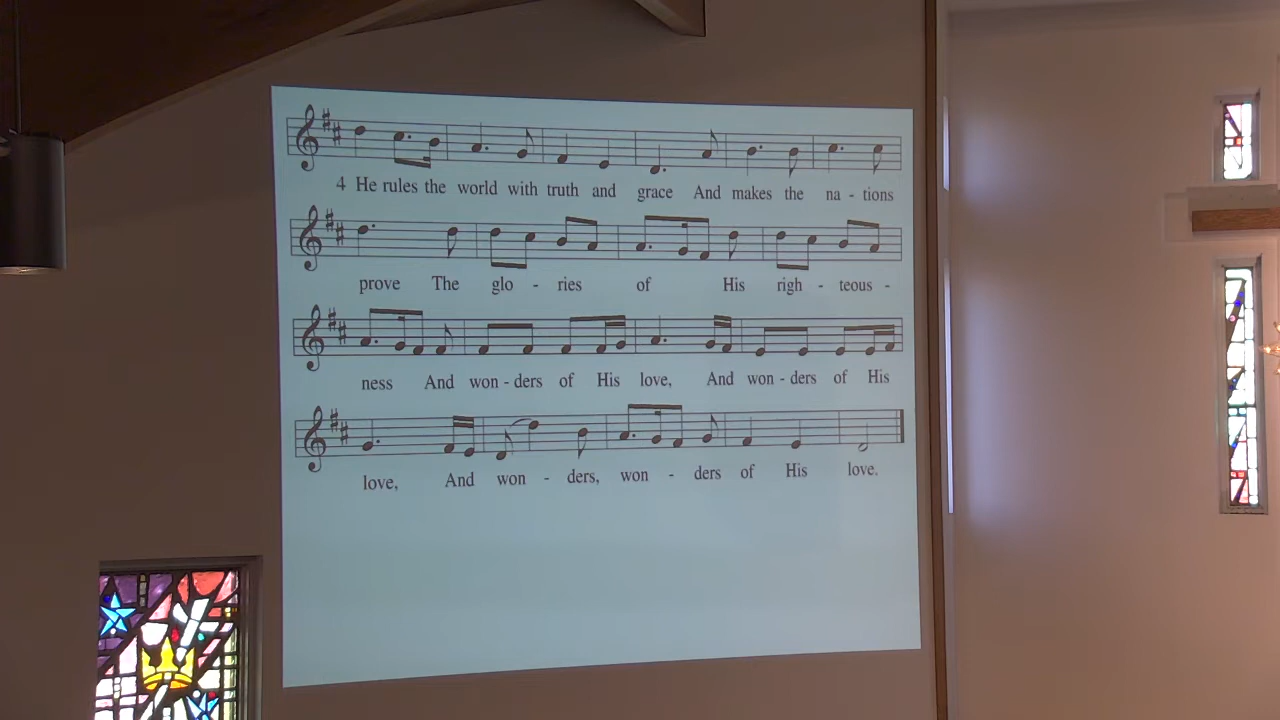 4 He rules the world with truth and grace And makes the na - tions
prove The glo - ries of His righ - teous -
ness And won - ders of His love, And won - ders of His
love, And won - ders, won - ders of His love.